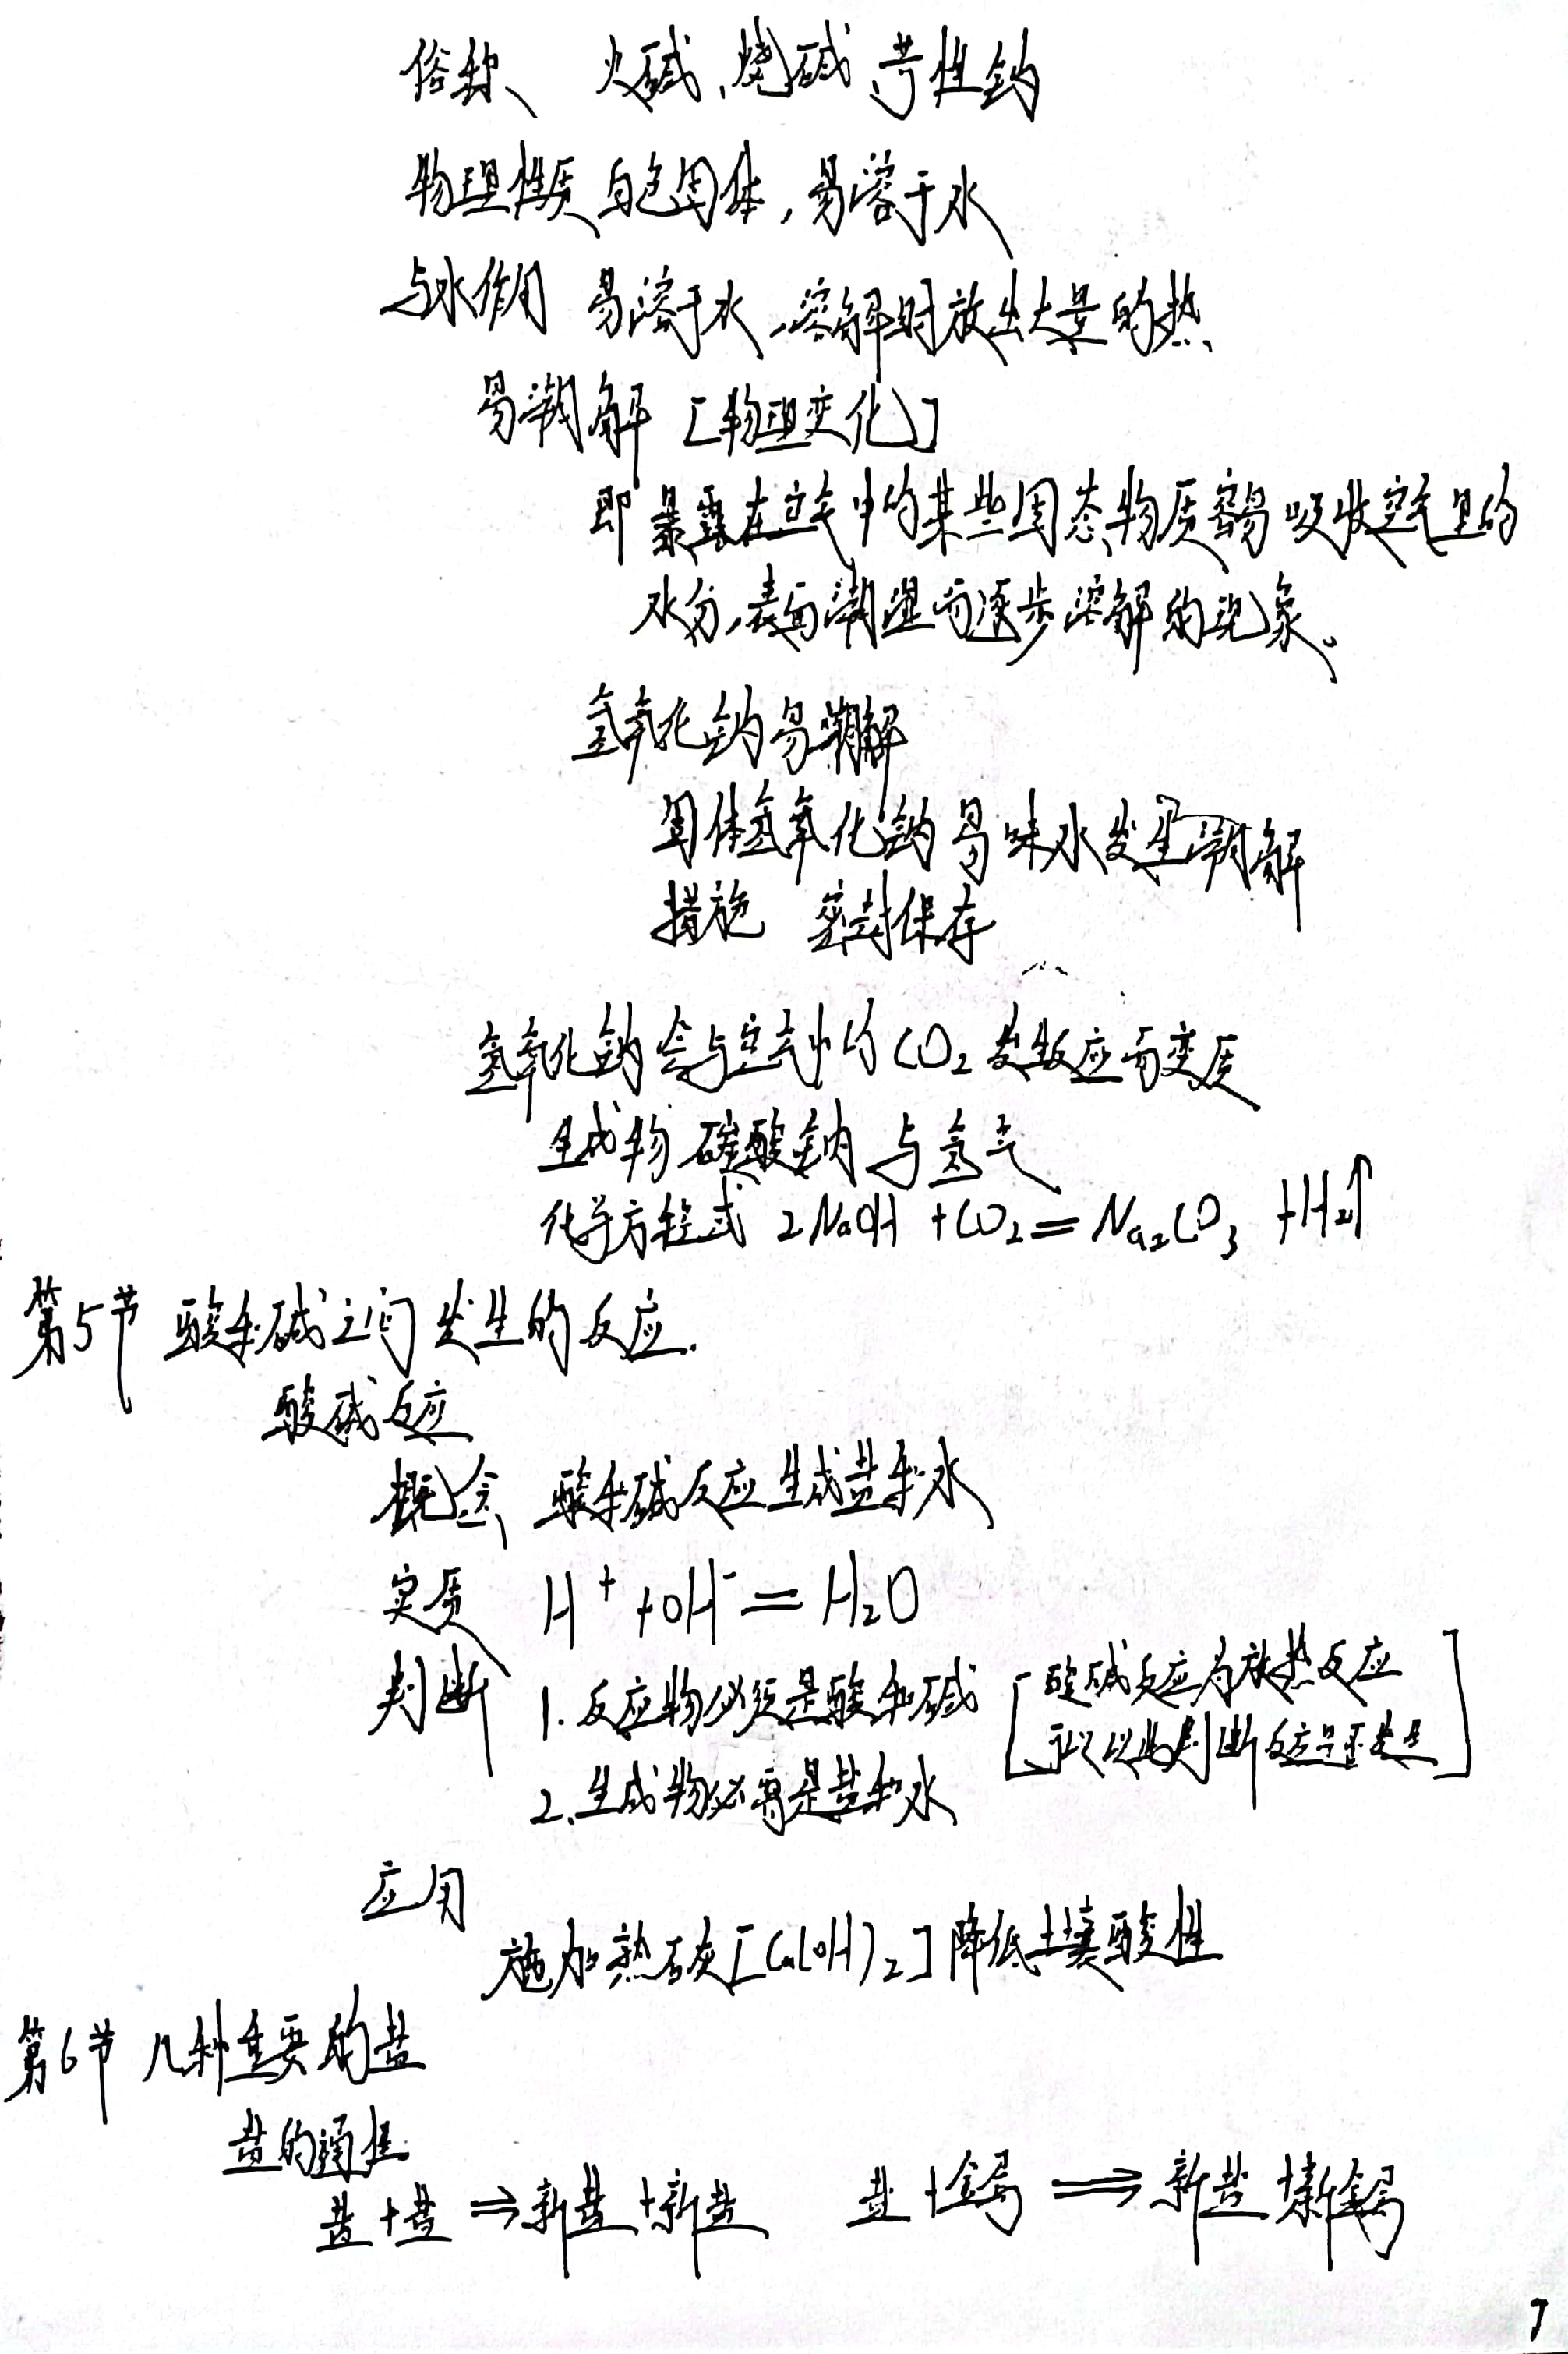 俗称、 火碱、烧碱、苛性钠
物理性质 白色固体，易溶于水
与水作用 易溶于水，溶解时放出大量的热
易潮解 [物理变化]
即暴露在空气中的某些固态物质容易吸收空气里的
水分，表面潮湿而逐步溶解的现象。
氢氧化钠易潮解
固体氢氧化钠易味水发生潮解
措施 密封保存
氢氧化钠会与空气中的CO₂发生反应而变质
生成物 碳酸钠 与氢气
化学方程式 2NaOH + CO₂ = Na₂CO₃ + H₂↑
第5节 酸和碱之间发生的反应.
酸碱反应
概念 酸和碱反应生成盐和水
实质 H⁺ + OH⁻ = H₂O
判断 1. 反应物必须是酸和碱 [酸碱反应为放热反应
可以以此判断反应是否发生]
2. 生成物必需是盐和水
应用
施加熟石灰[Ca(OH)₂]降低土壤酸性
第6节 几种重要的盐
盐的通性
盐+盐⇒新盐+新盐 盐+金属⇒新盐+新金属
7